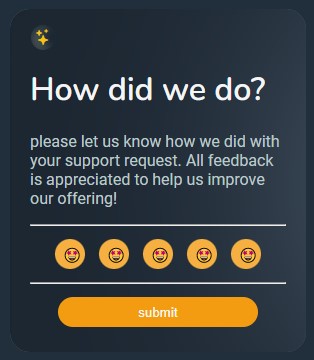 How did we do?
please let us know how we did with
your support request. All feedback
is appreciated to help us improve
our offering!
submit